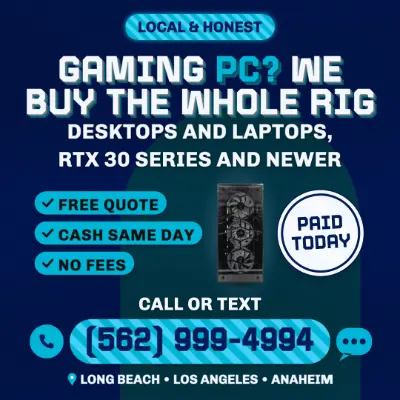 LOCAL & HONEST
GAMING PC? WE
BUY THE WHOLE RIG
DESKTOPS AND LAPTOPS,
RTX 30 SERIES AND NEWER
FREE QUOTE
CASH SAME DAY
NO FEES
PAID
TODAY
CALL OR TEXT
(562) 999-4994
LONG BEACH • LOS ANGELES • ANAHEIM